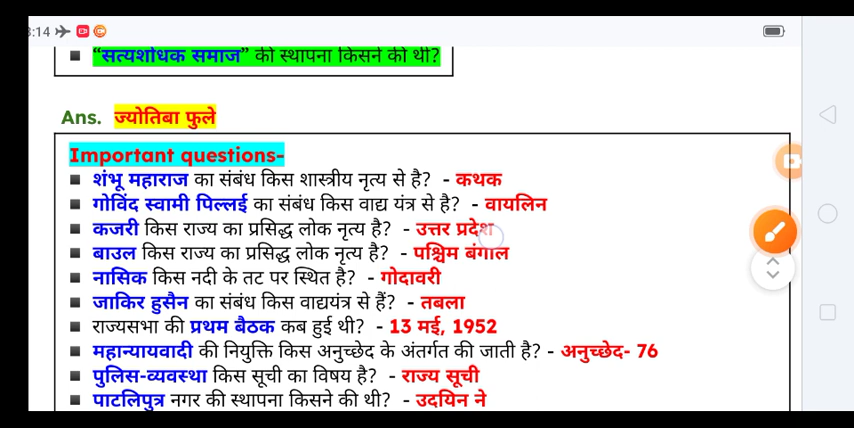 3:14
“सत्यशोधक समाज” की स्थापना किसने की थी?
Ans. ज्योतिबा फुले
Important questions-
शंभू महाराज का संबंध किस शास्त्रीय नृत्य से है? - कथक
गोविंद स्वामी पिल्लई का संबंध किस वाद्य यंत्र से है? - वायलिन
कजरी किस राज्य का प्रसिद्ध लोक नृत्य है? - उत्तर प्रदेश
बाउल किस राज्य का प्रसिद्ध लोक नृत्य है? - पश्चिम बंगाल
नासिक किस नदी के तट पर स्थित है? - गोदावरी
जाकिर हुसैन का संबंध किस वाद्ययंत्र से हैं? - तबला
राज्यसभा की प्रथम बैठक कब हुई थी? - 13 मई, 1952
महान्यायवादी की नियुक्ति किस अनुच्छेद के अंतर्गत की जाती है? - अनुच्छेद- 76
पुलिस-व्यवस्था किस सूची का विषय है? - राज्य सूची
पाटलिपुत्र नगर की स्थापना किसने की थी? - उदयिन ने